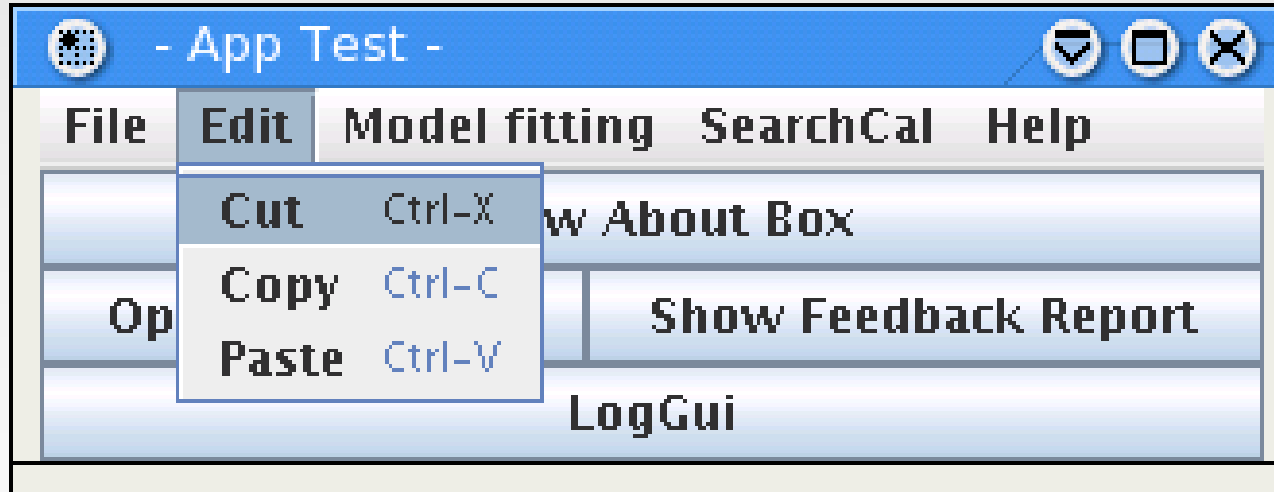 - App Test -
File Edit Model fitting SearchCal Help
Cut Ctrl-X
w About Box
Copy Ctrl-C
Op
Show Feedback Report
Paste Ctrl-V
LogGui